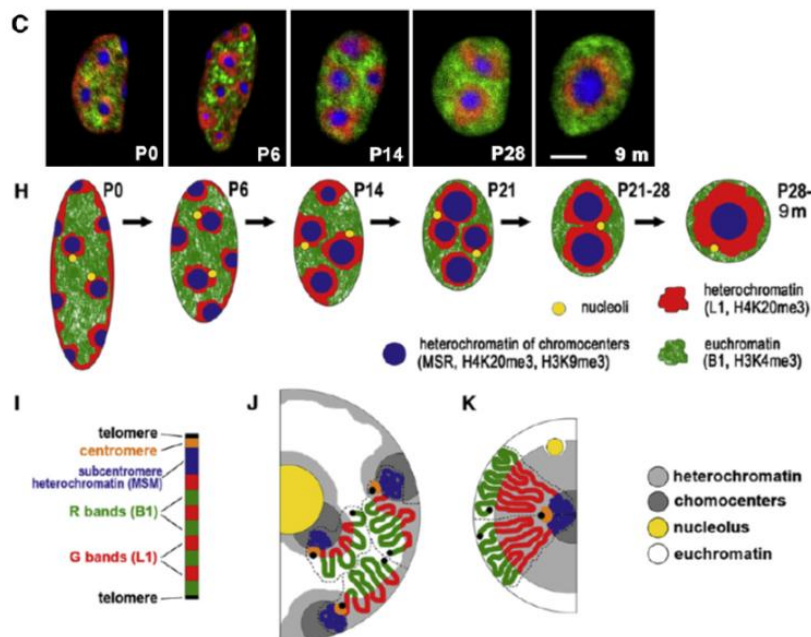 C
P0
P6
P14
P28
9 m
H
P0
P6
P14
P21
P21-28
P28-
9m
nucleoli
heterochromatin
(L1, H4K20me3)
heterochromatin of chromocenters
(MSR, H4K20me3, H3K9me3)
euchromatin
(B1, H3K4me3)
I
telomere
centromere
subcentromere
heterochromatin (MSM)
R bands (B1)
G bands (L1)
telomere
J
K
heterochromatin
chomocenters
nucleolus
euchromatin